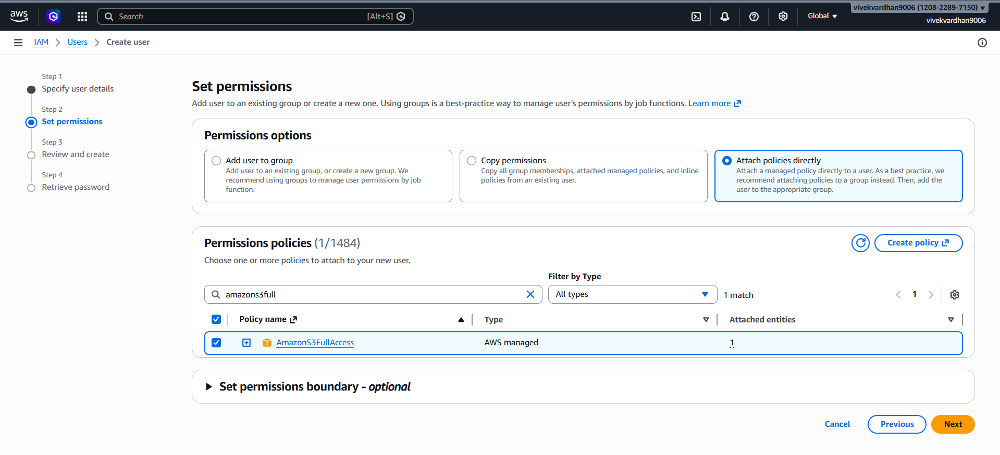 aws
Search
[Alt+S]
Global
vivekvardhan9006 (1208-2289-7150)
vivekvardhan9006
IAM
Users
Create user
Step 1
Specify user details
Step 2
Set permissions
Step 3
Review and create
Step 4
Retrieve password
Set permissions
Add user to an existing group or create a new one. Using groups is a best-practice way to manage user's permissions by job functions. Learn more
Permissions options
Add user to group
Add user to an existing group, or create a new group. We
recommend using groups to manage user permissions by job
function.
Copy permissions
Copy all group memberships, attached managed policies, and inline
policies from an existing user.
Attach policies directly
Attach a managed policy directly to a user. As a best practice, we
recommend attaching policies to a group instead. Then, add the
user to the appropriate group.
Permissions policies (1/1484)
Create policy
Choose one or more policies to attach to your new user.
Filter by Type
amazons3full
All types
1 match
1
Policy name
Type
Attached entities
AmazonS3FullAccess
AWS managed
1
Set permissions boundary - optional
Cancel
Previous
Next